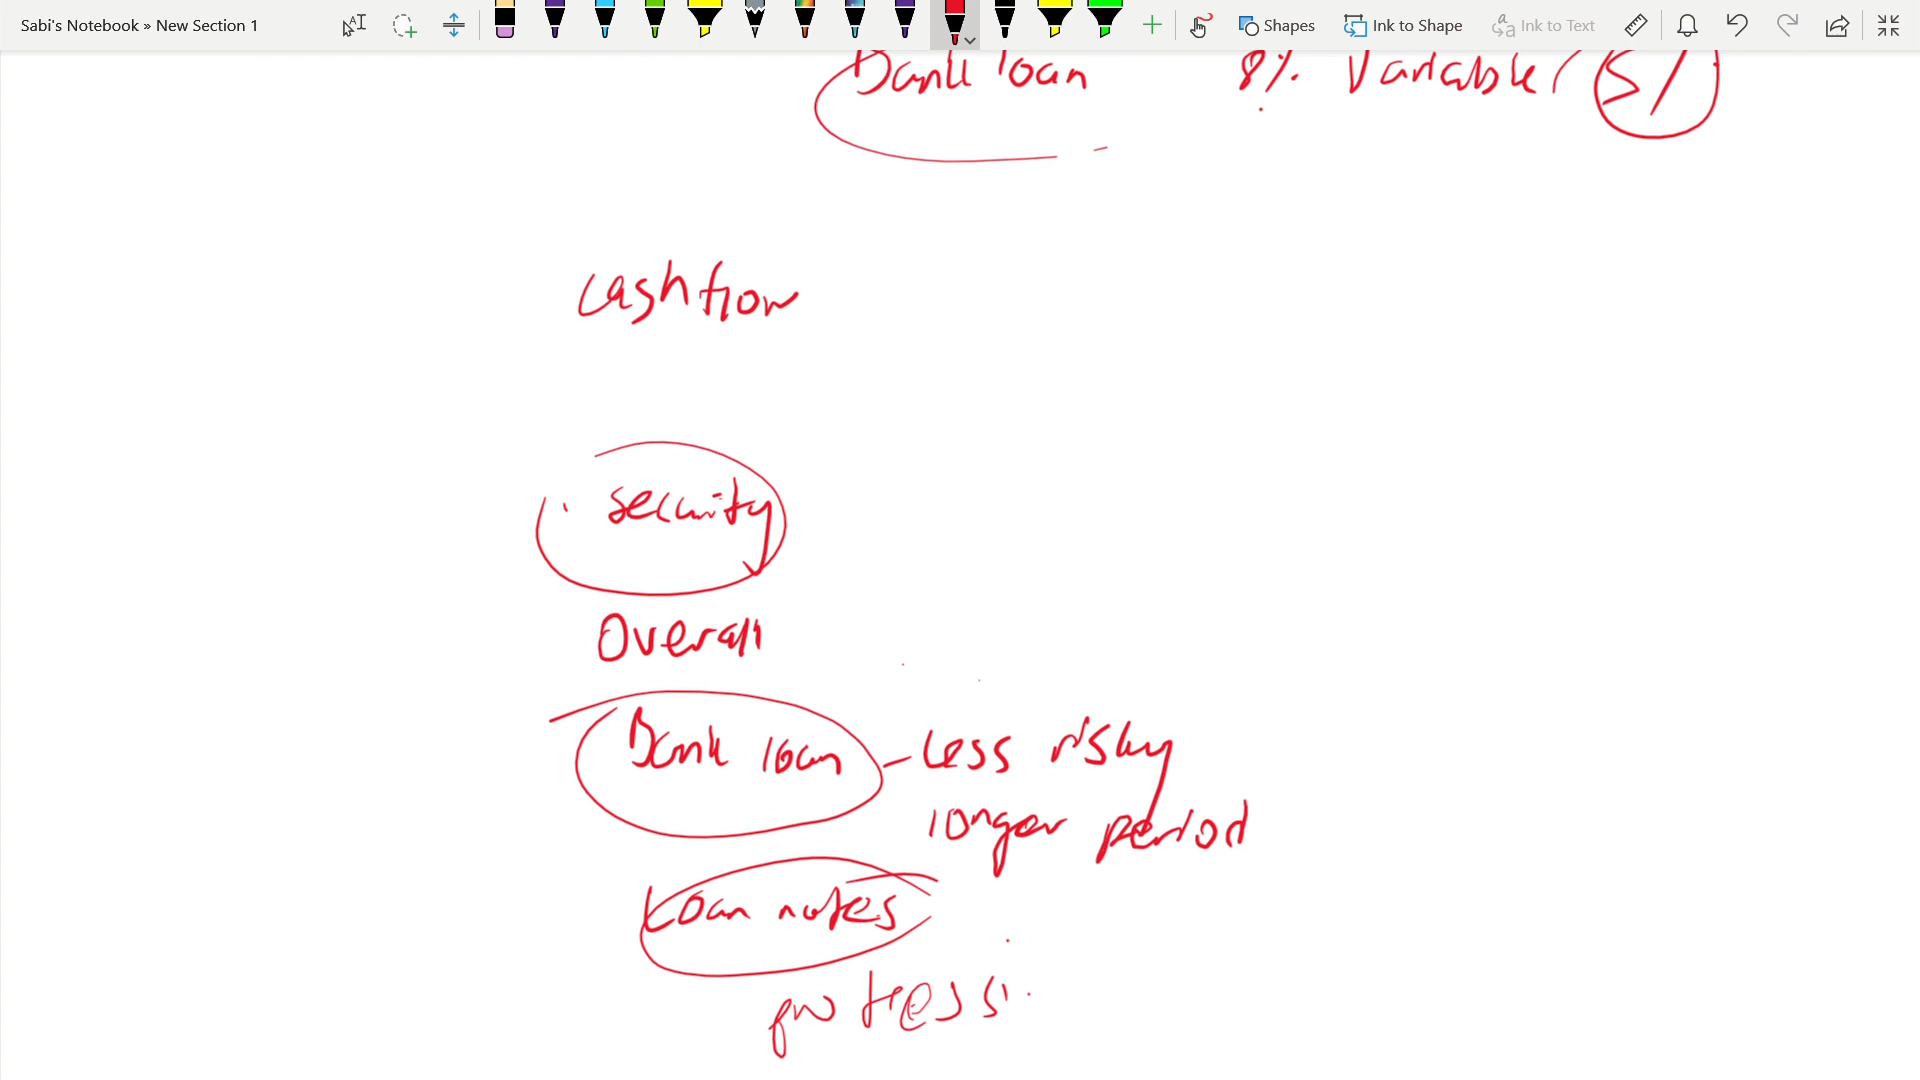 Sabi's Notebook » New Section 1 Shapes Ink to Shape Ink to Text
Bank loan 8% Variable
cashflow
security
Overall
Bank loan - Less risky
longer period
Loan notes